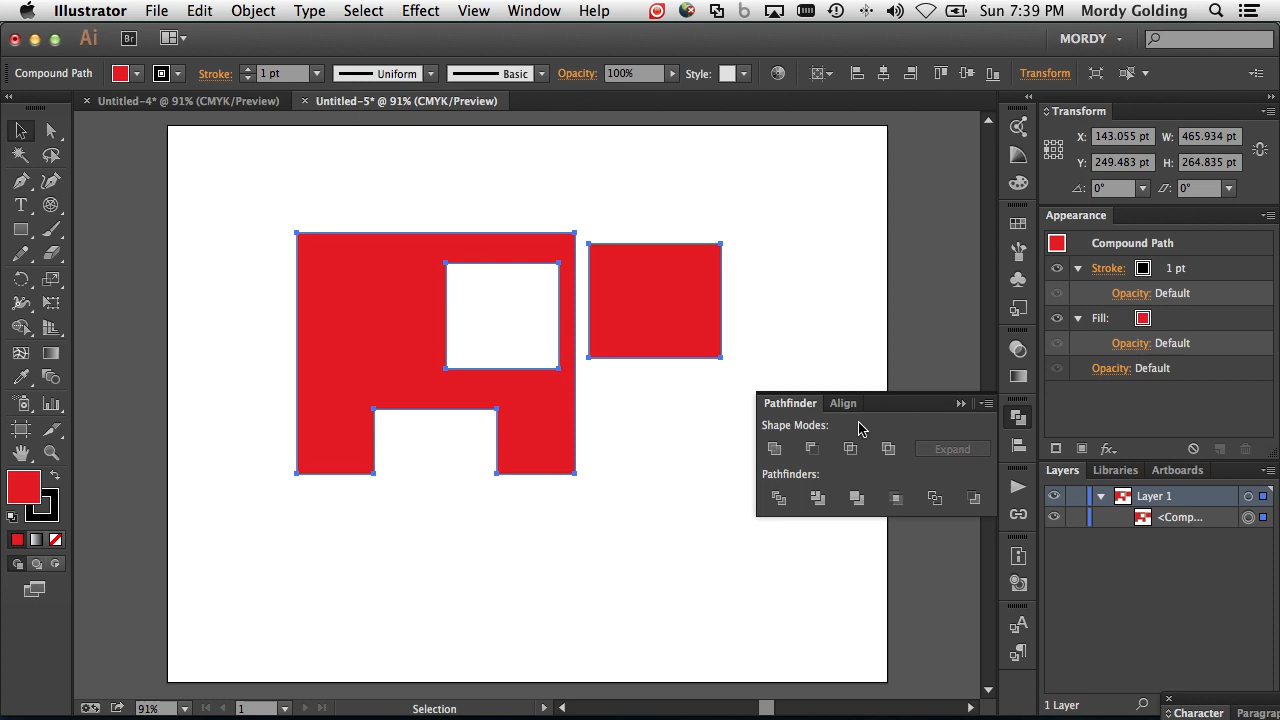 Illustrator File Edit Object Type Select Effect View Window Help Sun 7:39 PM Mordy Golding
Ai Br MORDY
Compound Path Stroke: 1 pt Uniform Basic Opacity: 100% Style: Transform
Untitled-4* @ 91% (CMYK/Preview) Untitled-5* @ 91% (CMYK/Preview)
Transform
X: 143.055 pt W: 465.934 pt
Y: 249.483 pt H: 264.835 pt
0° 0°
Appearance
Compound Path
Stroke: 1 pt
Opacity: Default
Fill:
Opacity: Default
Opacity: Default
Pathfinder Align
Shape Modes:
Expand
Pathfinders:
Layers Libraries Artboards
Layer 1
<Comp...
1 Layer
91% 1 Selection
Character Paragrap